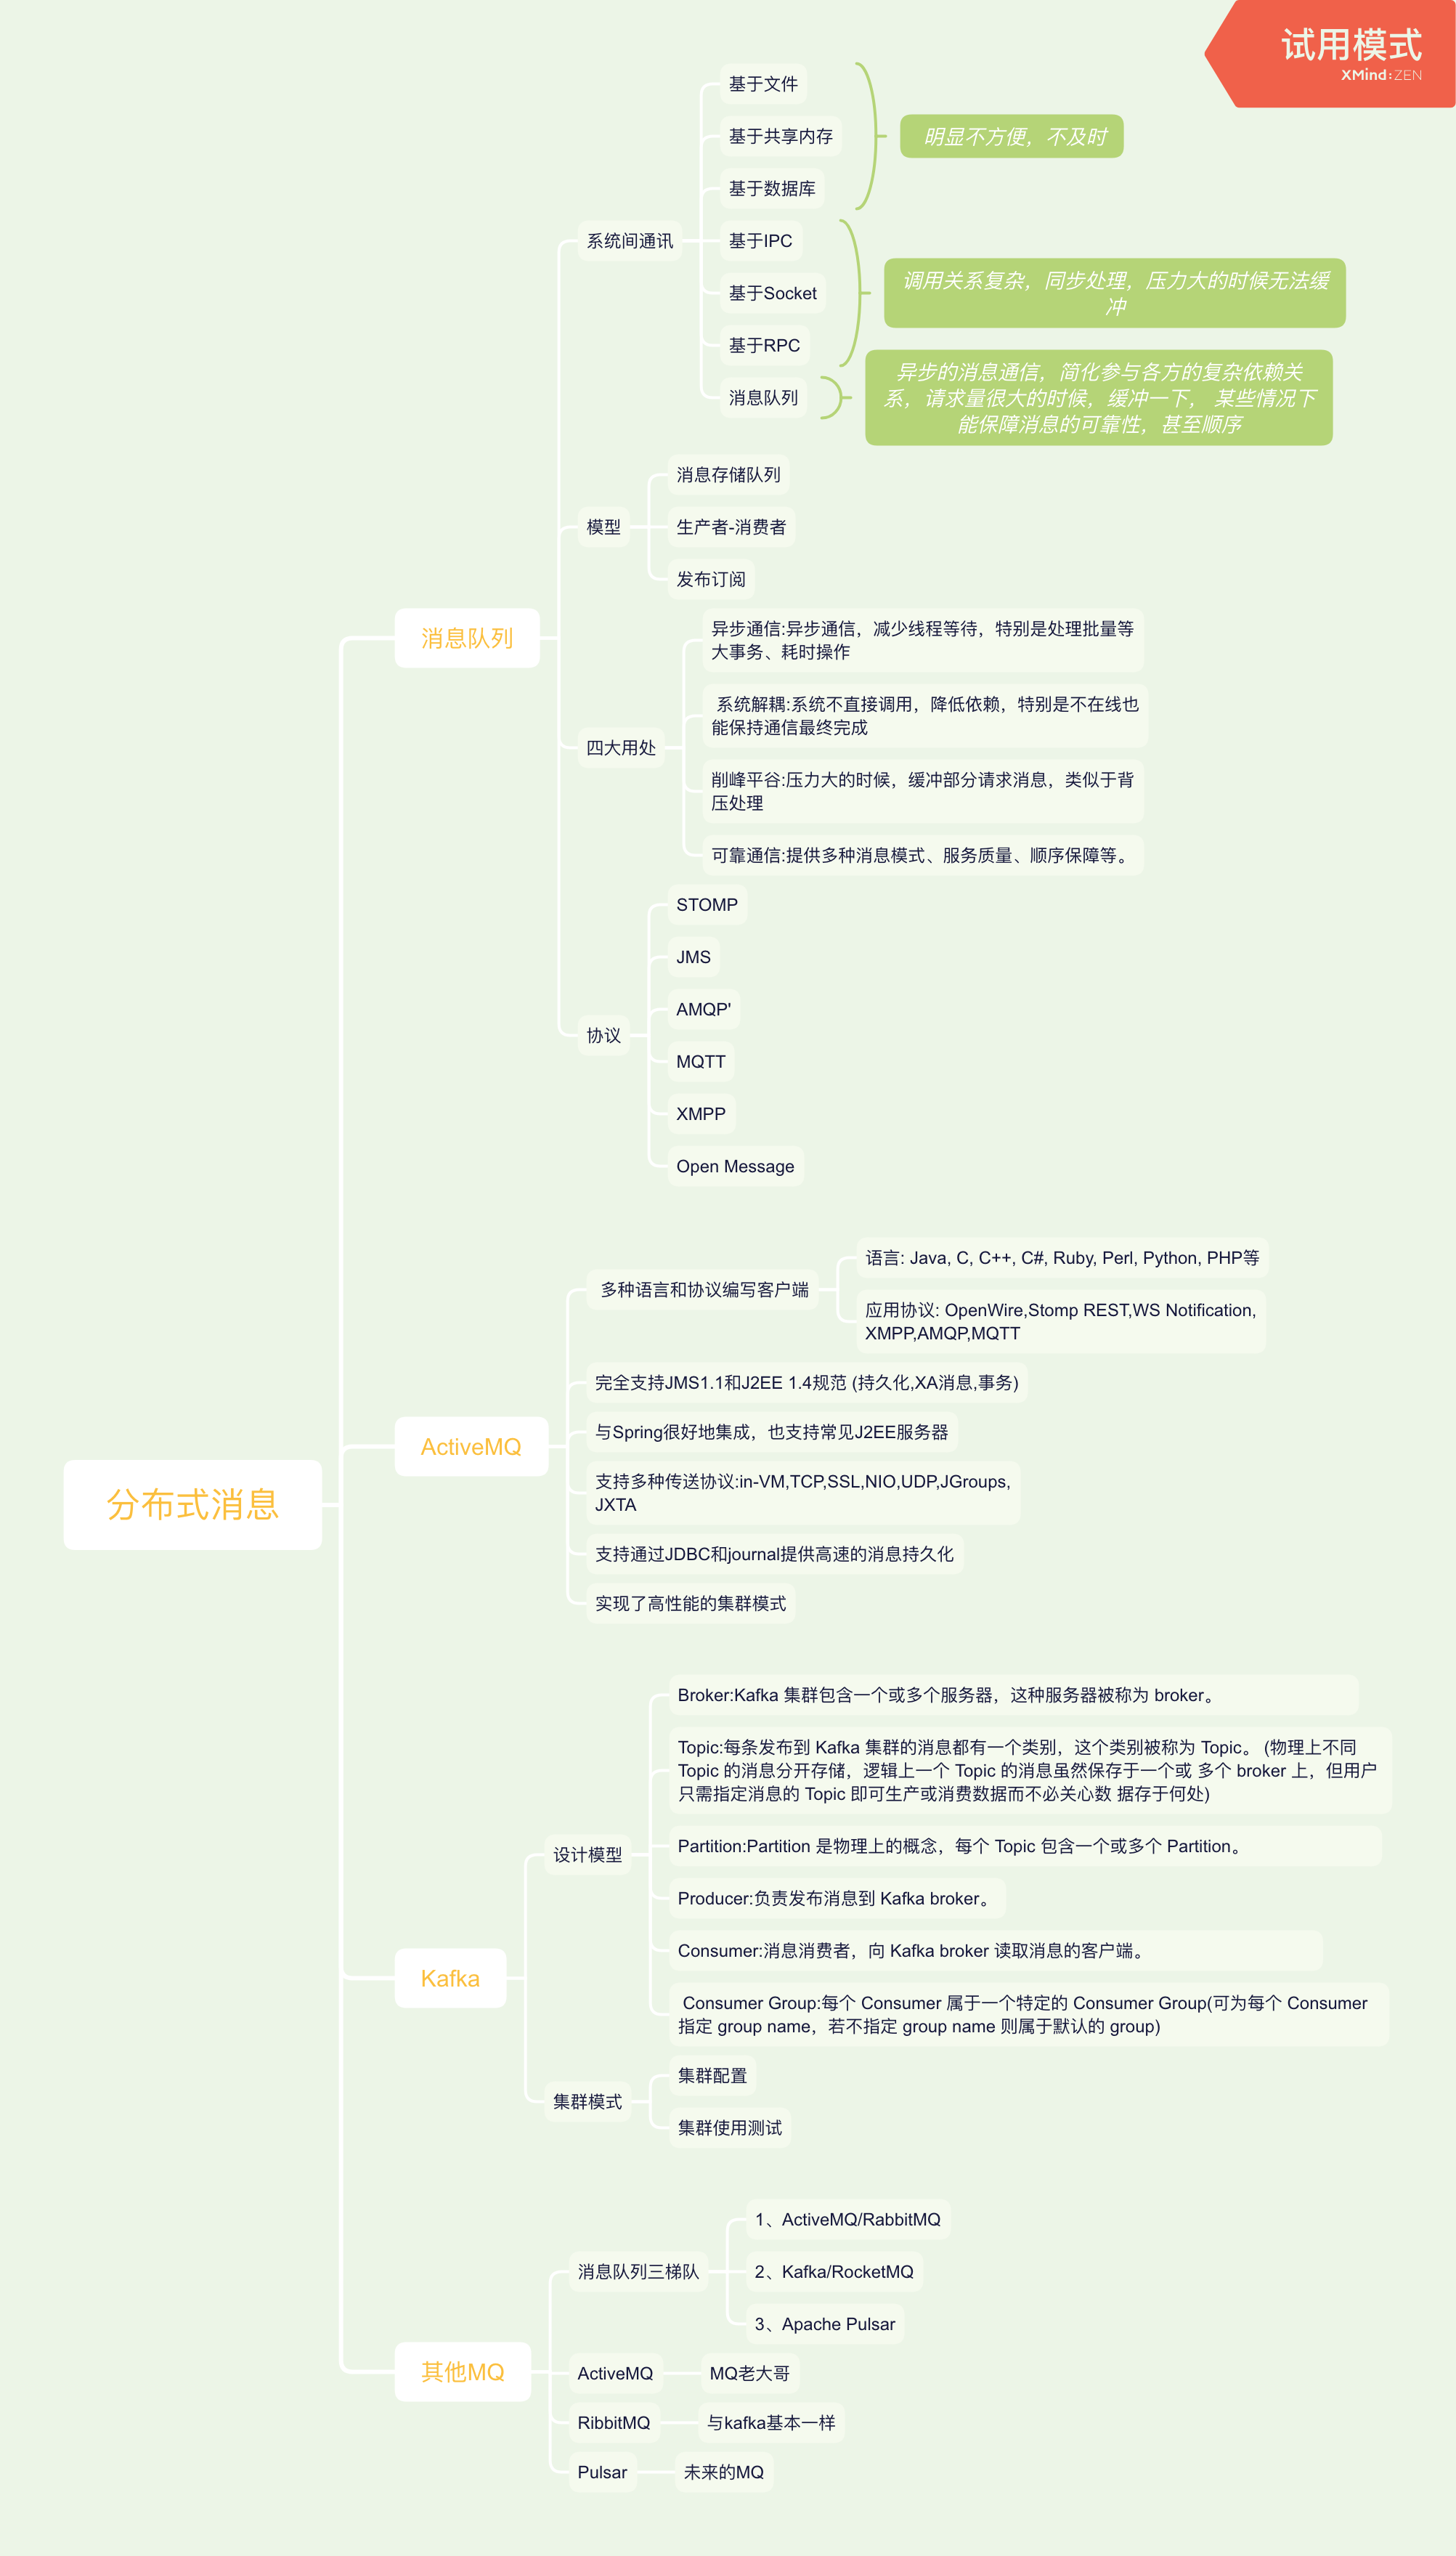 试用模式
XMind:ZEN
分布式消息
消息队列
系统间通讯
基于文件
基于共享内存
基于数据库
明显不方便，不及时
基于IPC
基于Socket
基于RPC
调用关系复杂，同步处理，压力大的时候无法缓
冲
消息队列
异步的消息通信，简化参与各方的复杂依赖关
系，请求量很大的时候，缓冲一下， 某些情况下
能保障消息的可靠性，甚至顺序
模型
消息存储队列
生产者-消费者
发布订阅
四大用处
异步通信:异步通信，减少线程等待，特别是处理批量等
大事务、耗时操作
系统解耦:系统不直接调用，降低依赖，特别是不在线也
能保持通信最终完成
削峰平谷:压力大的时候，缓冲部分请求消息，类似于背
压处理
可靠通信:提供多种消息模式、服务质量、顺序保障等。
协议
STOMP
JMS
AMQP'
MQTT
XMPP
Open Message
ActiveMQ
多种语言和协议编写客户端
语言: Java, C, C++, C#, Ruby, Perl, Python, PHP等
应用协议: OpenWire,Stomp REST,WS Notification,
XMPP,AMQP,MQTT
完全支持JMS1.1和J2EE 1.4规范 (持久化,XA消息,事务)
与Spring很好地集成，也支持常见J2EE服务器
支持多种传送协议:in-VM,TCP,SSL,NIO,UDP,JGroups,
JXTA
支持通过JDBC和journal提供高速的消息持久化
实现了高性能的集群模式
Kafka
设计模型
Broker:Kafka 集群包含一个或多个服务器，这种服务器被称为 broker。
Topic:每条发布到 Kafka 集群的消息都有一个类别，这个类别被称为 Topic。 (物理上不同
Topic 的消息分开存储，逻辑上一个 Topic 的消息虽然保存于一个或 多个 broker 上，但用户
只需指定消息的 Topic 即可生产或消费数据而不必关心数 据存于何处)
Partition:Partition 是物理上的概念，每个 Topic 包含一个或多个 Partition。
Producer:负责发布消息到 Kafka broker。
Consumer:消息消费者，向 Kafka broker 读取消息的客户端。
Consumer Group:每个 Consumer 属于一个特定的 Consumer Group(可为每个 Consumer
指定 group name，若不指定 group name 则属于默认的 group)
集群模式
集群配置
集群使用测试
其他MQ
消息队列三梯队
1、ActiveMQ/RabbitMQ
2、Kafka/RocketMQ
3、Apache Pulsar
ActiveMQ
MQ老大哥
RibbitMQ
与kafka基本一样
Pulsar
未来的MQ